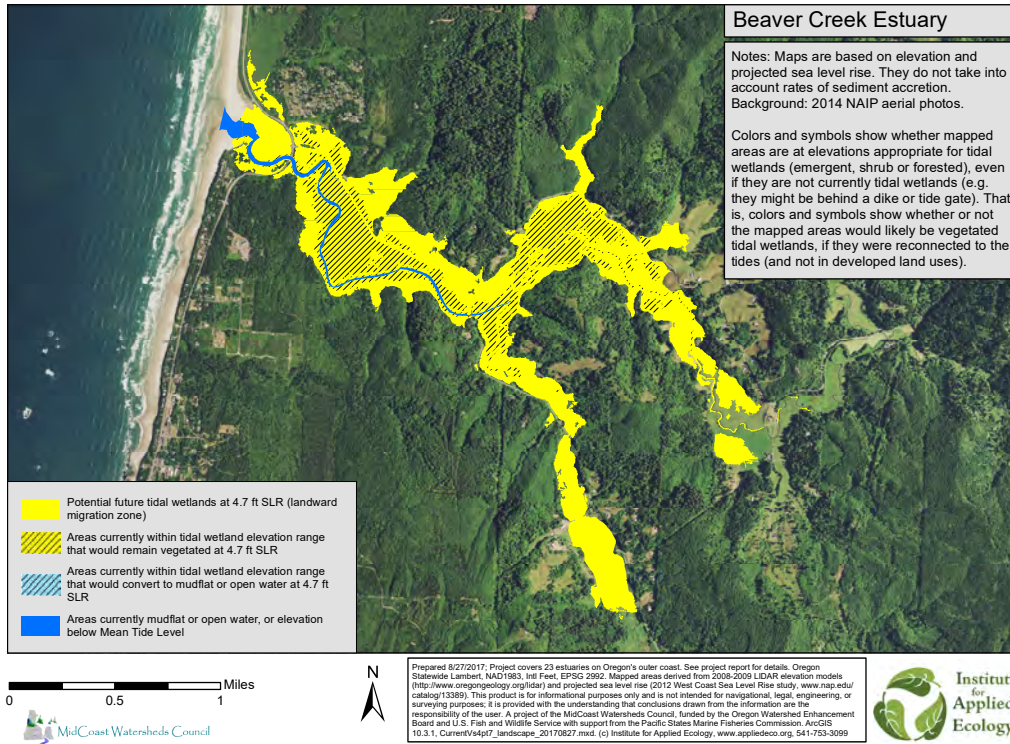 Beaver Creek Estuary
Notes: Maps are based on elevation and
projected sea level rise. They do not take into
account rates of sediment accretion.
Background: 2014 NAIP aerial photos.
Colors and symbols show whether mapped
areas are at elevations appropriate for tidal
wetlands (emergent, shrub or forested), even
if they are not currently tidal wetlands (e.g.
they might be behind a dike or tide gate). That
is, colors and symbols show whether or not
the mapped areas would likely be vegetated
tidal wetlands, if they were reconnected to the
tides (and not in developed land uses).
Potential future tidal wetlands at 4.7 ft SLR (landward
migration zone)
Areas currently within tidal wetland elevation range
that would remain vegetated at 4.7 ft SLR
Areas currently within tidal wetland elevation range
that would convert to mudflat or open water at 4.7 ft
SLR
Areas currently mudflat or open water, or elevation
below Mean Tide Level
Miles
0 0.5 1
MidCoast Watersheds Council
N
Prepared 8/27/2017; Project covers 23 estuaries on Oregon's outer coast. See project report for details. Oregon
Statewide Lambert, NAD1983, Intl Feet, EPSG 2992. Mapped areas derived from 2008-2009 LIDAR elevation models
(http://www.oregongeology.org/lidar) and projected sea level rise (2012 West Coast Sea Level Rise study, www.nap.edu/
catalog/13389). This product is for informational purposes only and is not intended for navigational, legal, engineering, or
surveying purposes; it is provided with the understanding that conclusions drawn from the information are the
responsibility of the user. A project of the MidCoast Watersheds Council, funded by the Oregon Watershed Enhancement
Board and U.S. Fish and Wildlife Service with support from the Pacific States Marine Fisheries Commission. ArcGIS
10.3.1, CurrentVs4pt7_landscape_20170827.mxd. (c) Institute for Applied Ecology, www.appliedeco.org, 541-753-3099
Institut
for
Applied
Ecology